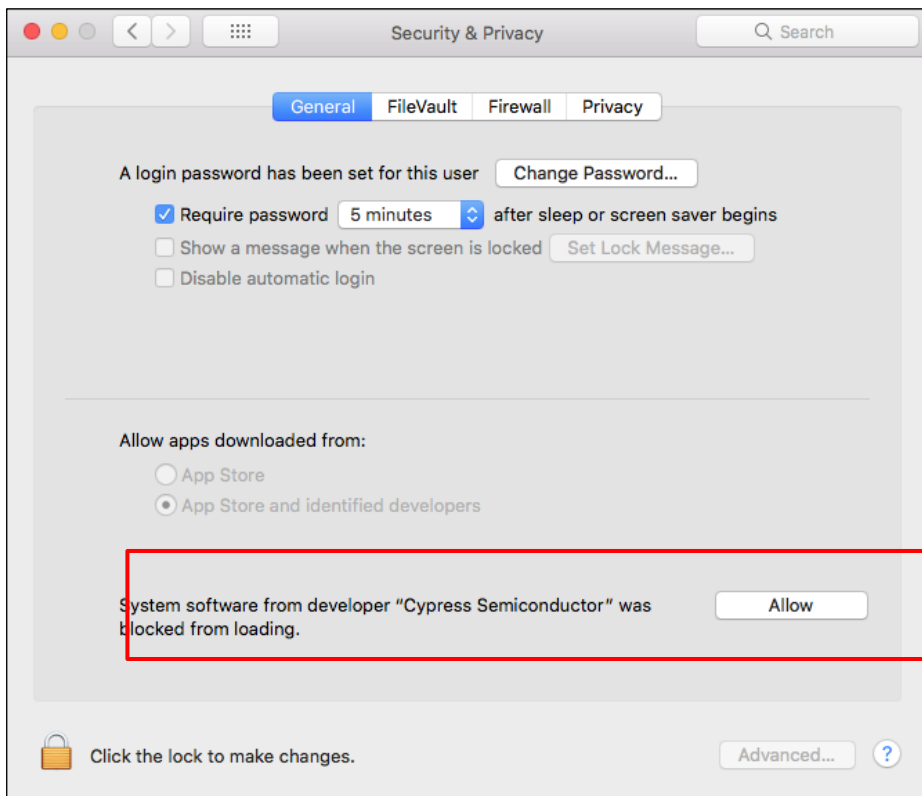 Security & Privacy
Search
General FileVault Firewall Privacy
A login password has been set for this user Change Password...
Require password 5 minutes after sleep or screen saver begins
Show a message when the screen is locked Set Lock Message...
Disable automatic login
Allow apps downloaded from:
App Store
App Store and identified developers
System software from developer “Cypress Semiconductor” was
blocked from loading.
Allow
Click the lock to make changes.
Advanced...
?